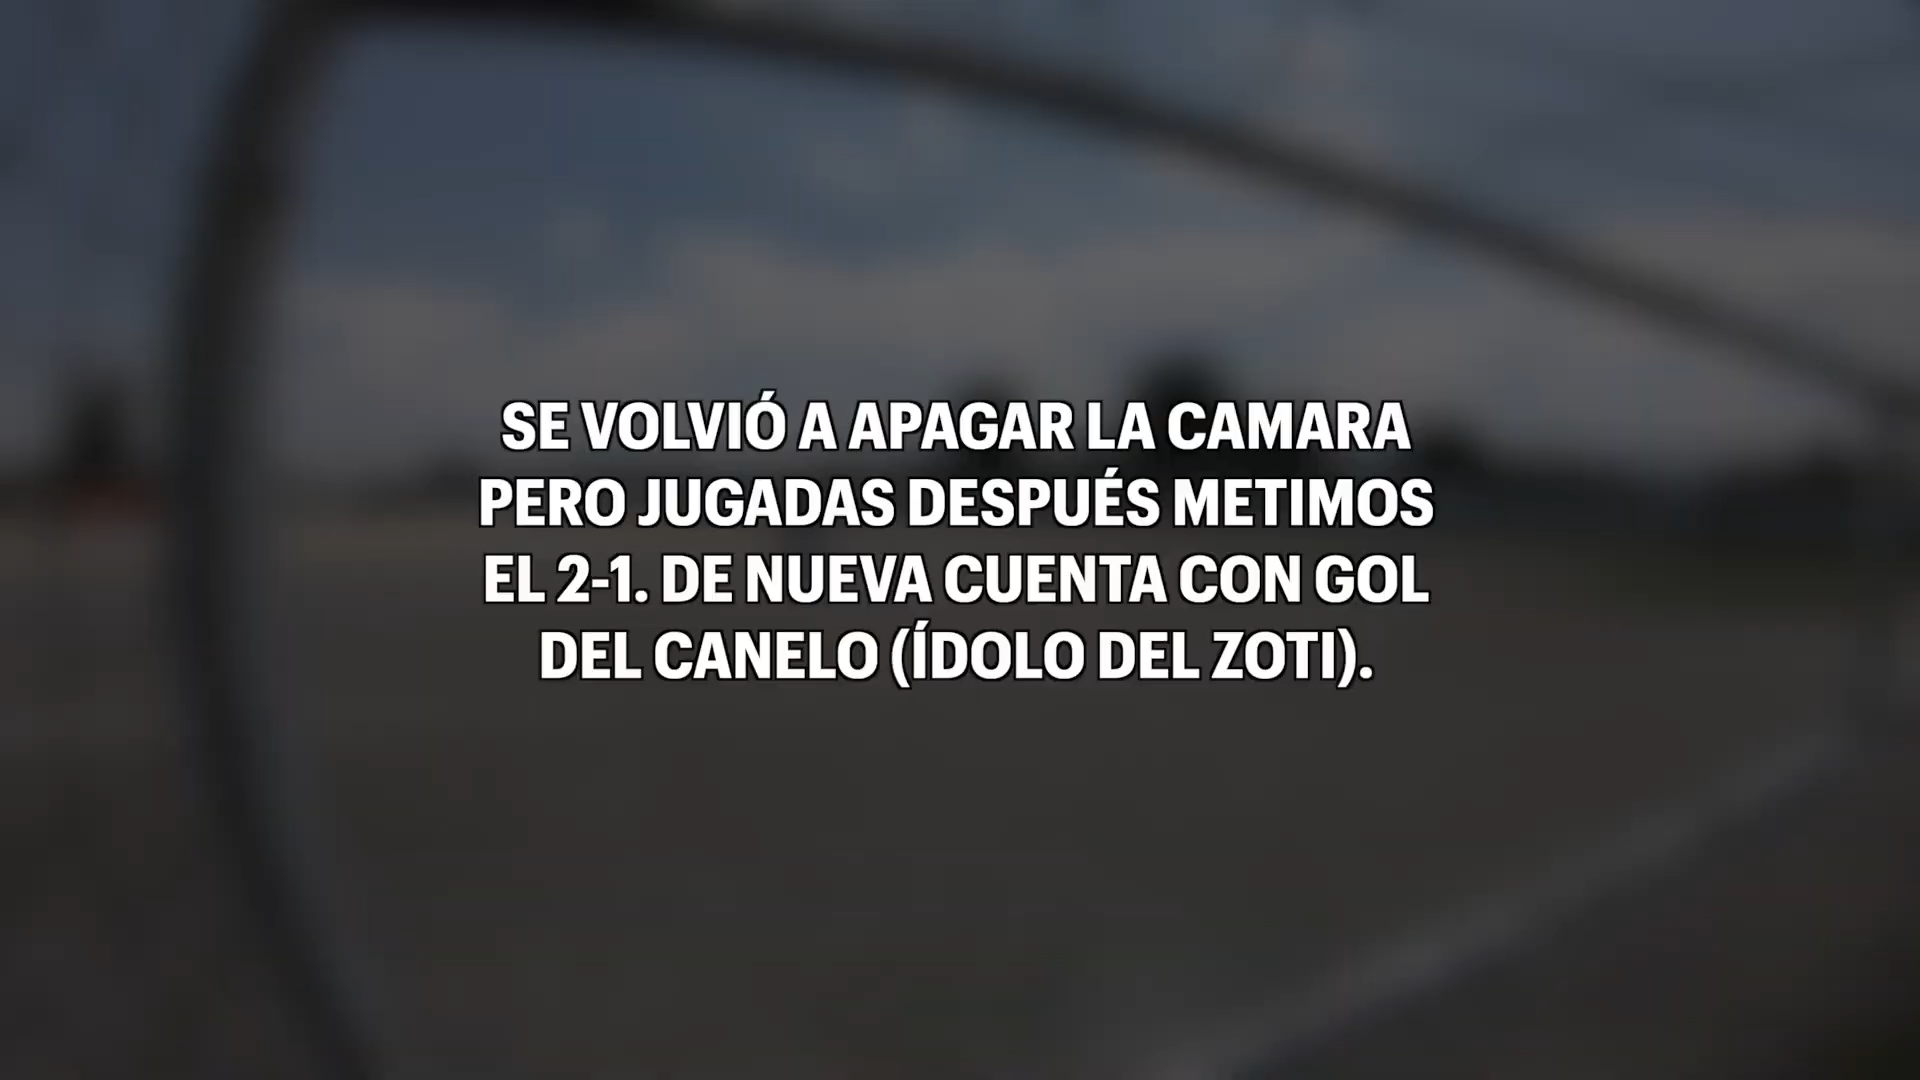 SE VOLVIÓ A APAGAR LA CAMARA
PERO JUGADAS DESPUÉS METIMOS
EL 2-1. DE NUEVA CUENTA CON GOL
DEL CANELO (ÍDOLO DEL ZOTI).